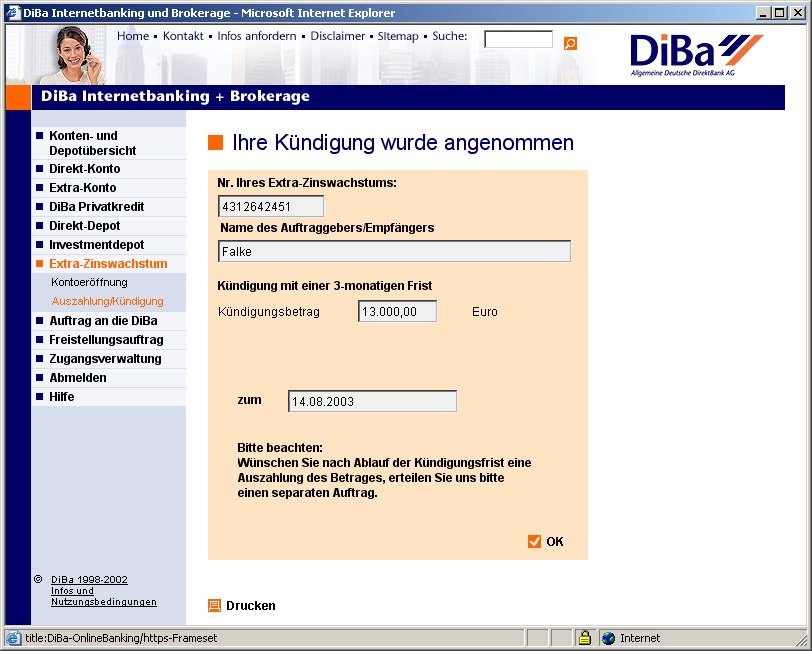 DiBa Internetbanking und Brokerage - Microsoft Internet Explorer
Home • Kontakt • Infos anfordern • Disclaimer • Sitemap • Suche:
DiBa
Allgemeine Deutsche DirektBank AG
DiBa Internetbanking + Brokerage
Konten- und
Depotübersicht
Direkt-Konto
Extra-Konto
DiBa Privatkredit
Direkt-Depot
Investmentdepot
Extra-Zinswachstum
Kontoeröffnung
Auszahlung/Kündigung
Auftrag an die DiBa
Freistellungsauftrag
Zugangsverwaltung
Abmelden
Hilfe
© DiBa 1998-2002
Infos und
Nutzungsbedingungen
Ihre Kündigung wurde angenommen
Nr. Ihres Extra-Zinswachstums:
4312642451
Name des Auftraggebers/Empfängers
Falke
Kündigung mit einer 3-monatigen Frist
Kündigungsbetrag 13.000,00 Euro
zum 14.08.2003
Bitte beachten:
Wünschen Sie nach Ablauf der Kündigungsfrist eine
Auszahlung des Betrages, erteilen Sie uns bitte
einen separaten Auftrag.
OK
Drucken
title:DiBa-OnlineBanking/https-Frameset Internet